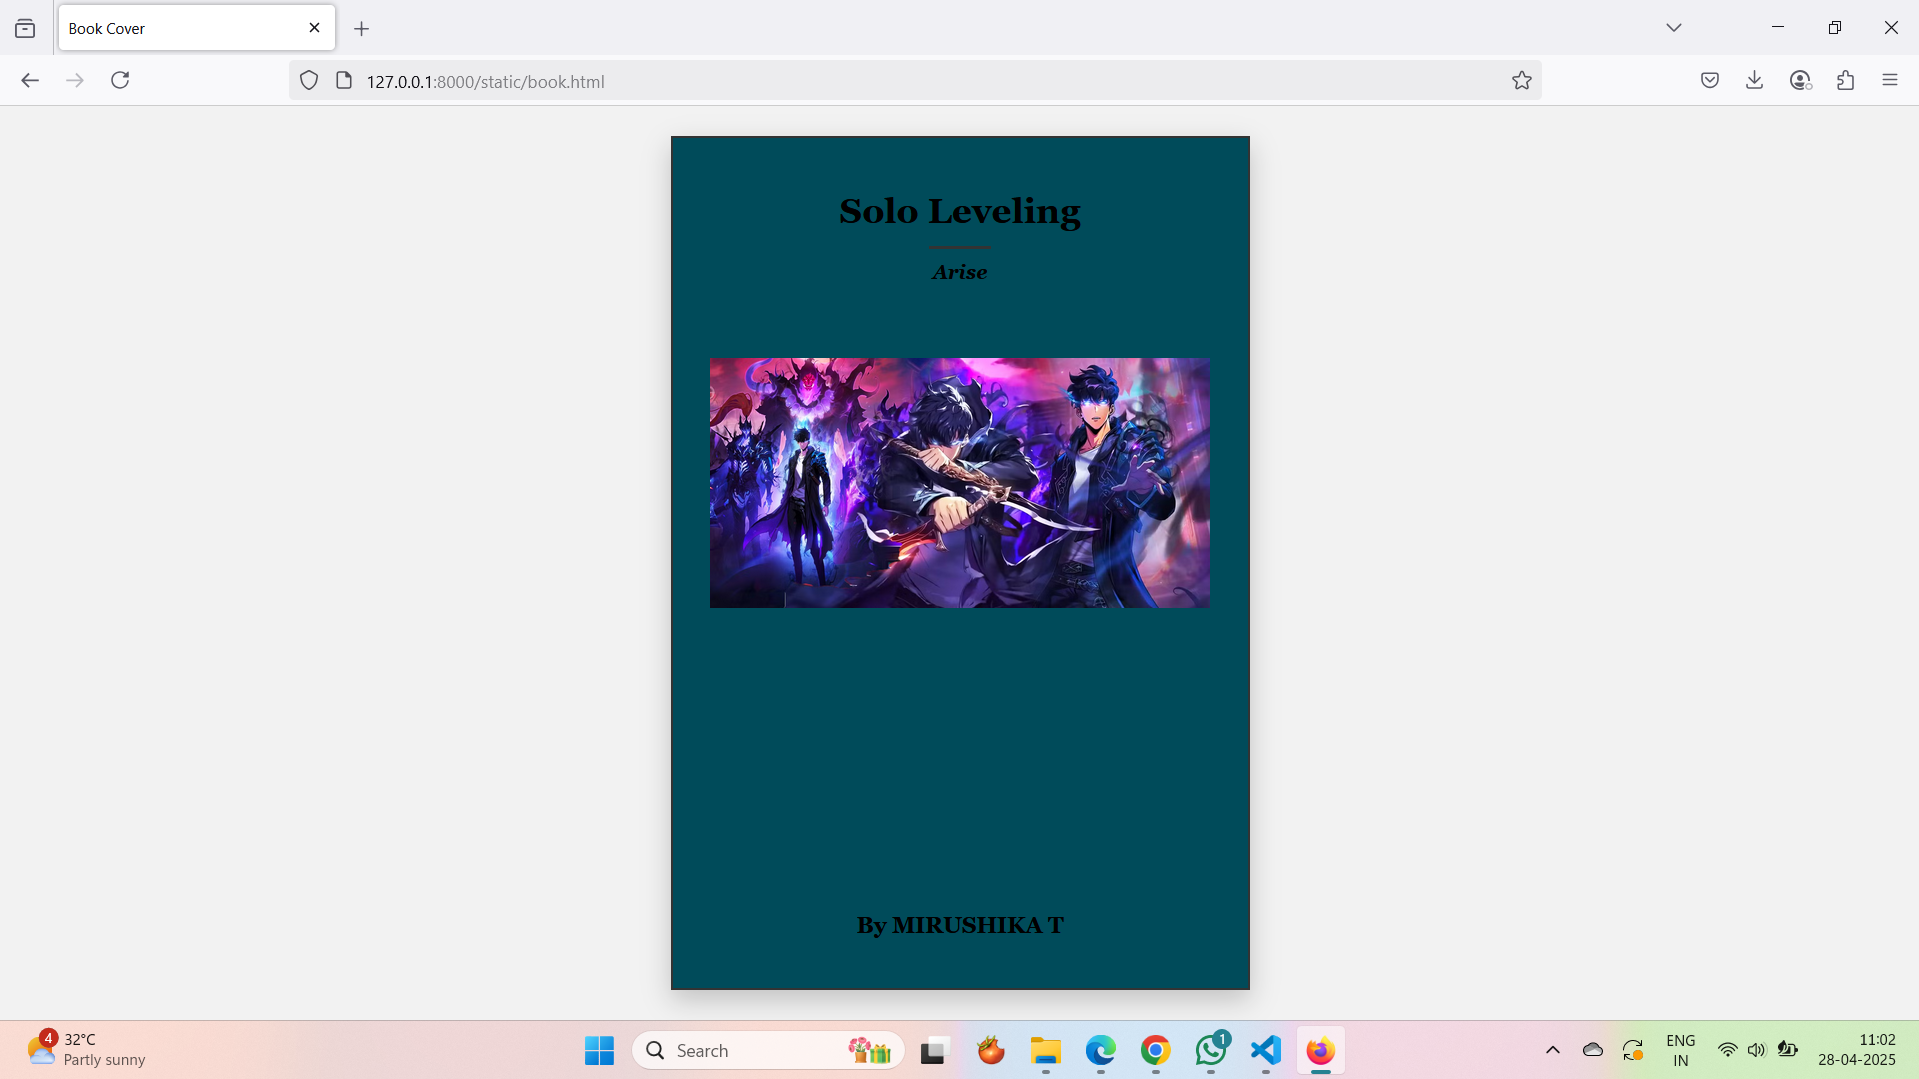 Book Cover
127.0.0.1:8000/static/book.html
Solo Leveling
Arise
By MIRUSHIKA T
4
32°C
Partly sunny
Search
1
ENG
IN
11:02
28-04-2025